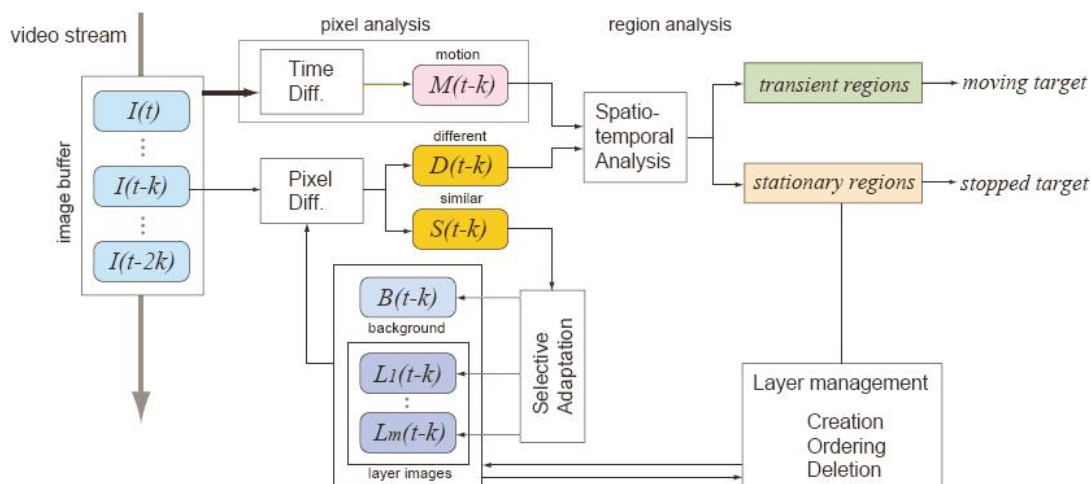 video stream
image buffer
I(t)
I(t-k)
I(t-2k)
pixel analysis
Time
Diff.
motion
M(t-k)
Pixel
Diff.
different
D(t-k)
similar
S(t-k)
B(t-k)
background
L1(t-k)
Lm(t-k)
layer images
Selective
Adaptation
region analysis
Spatio-
temporal
Analysis
transient regions
moving target
stationary regions
stopped target
Layer management
Creation
Ordering
Deletion